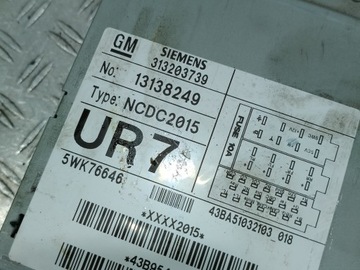 GM SIEMENS
313203739
No: 13138249
Type: NCDC2015
UR7
FUSE 10A
5WK76646
43BA51032103_018
*XXXX2015*